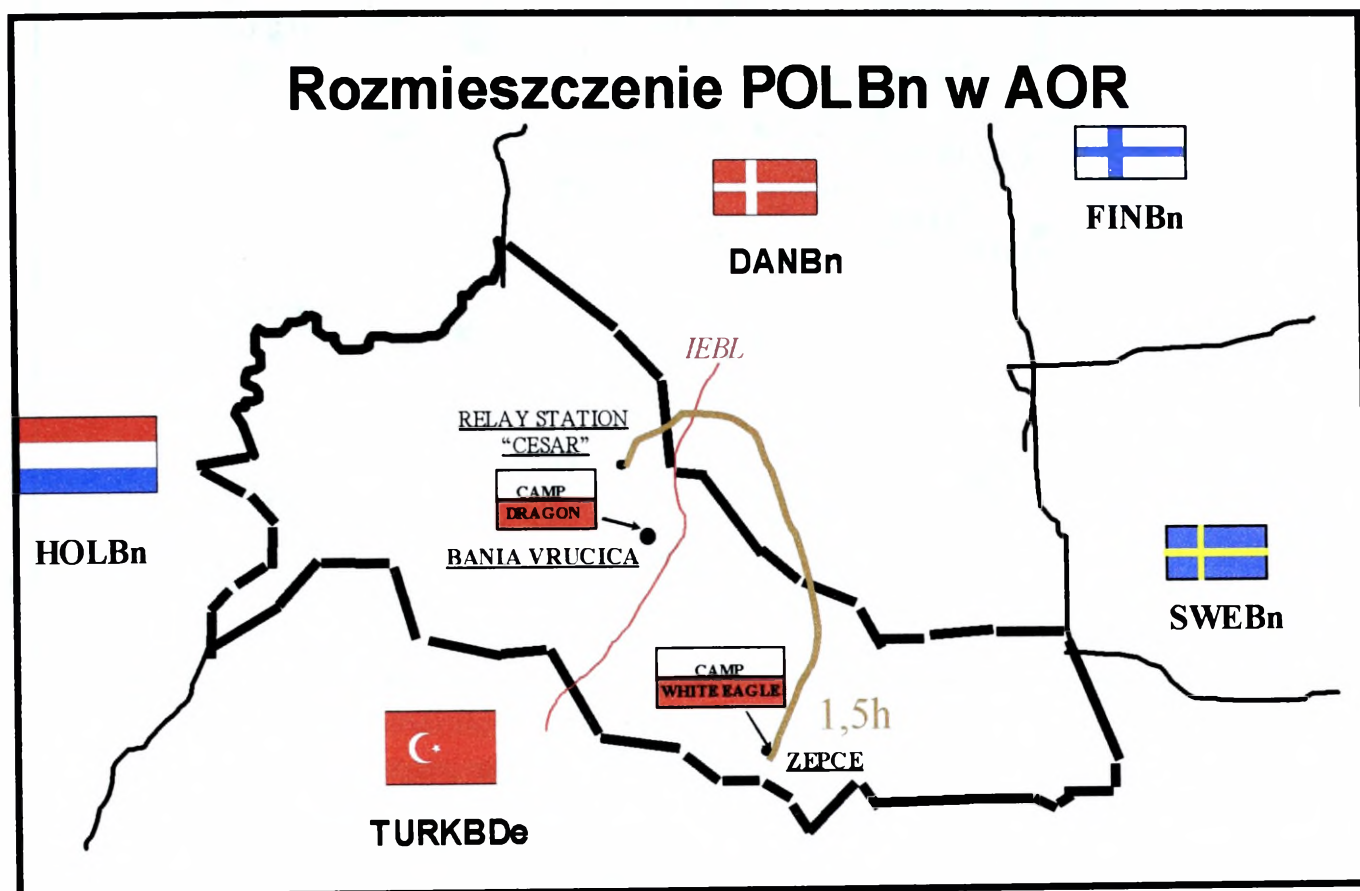 Rozmieszczenie POLBn w AOR
FINBn
DANBn
IEBL
RELAY STATION
“CESAR”
CAMP
DRAGON
BANIA VRUCICA
HOLBn
SWEBn
CAMP
WHITE EAGLE
1,5h
ZEPCE
TURKBDe